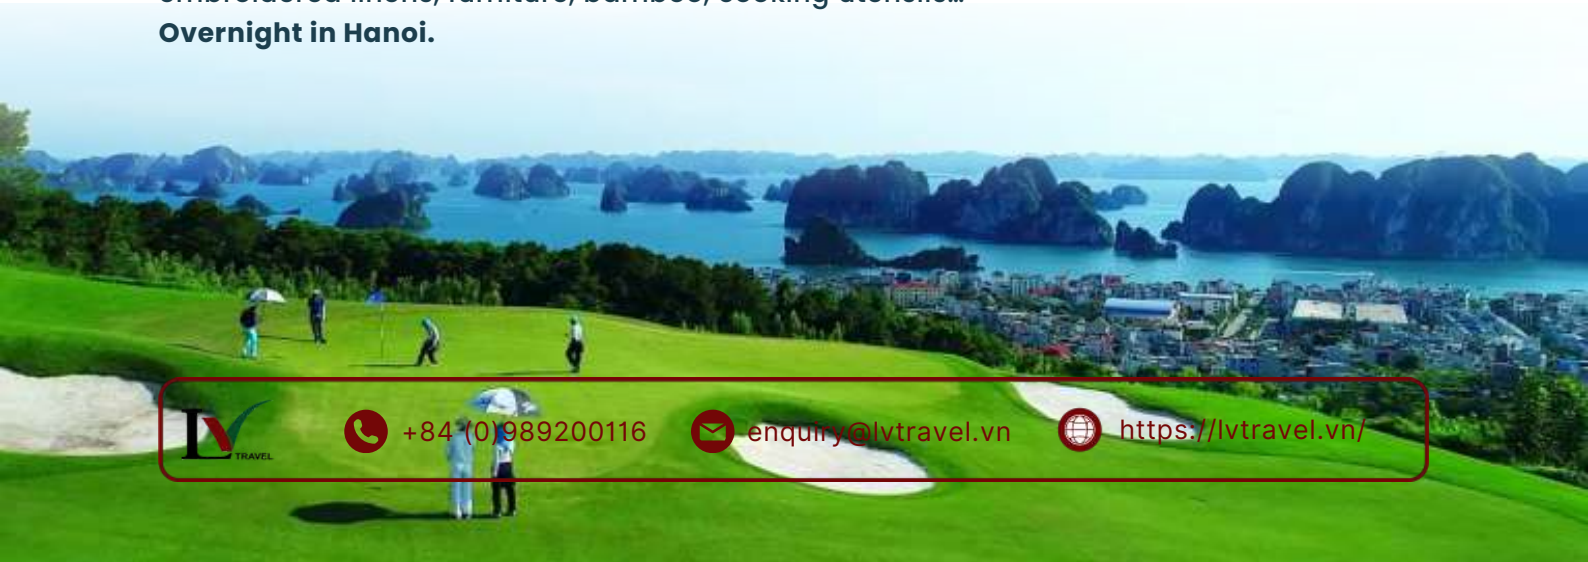 Overnight in Hanoi.
LV
TRAVEL
+84 (0)989200116
enquiry@lvtravel.vn
https://lvtravel.vn/